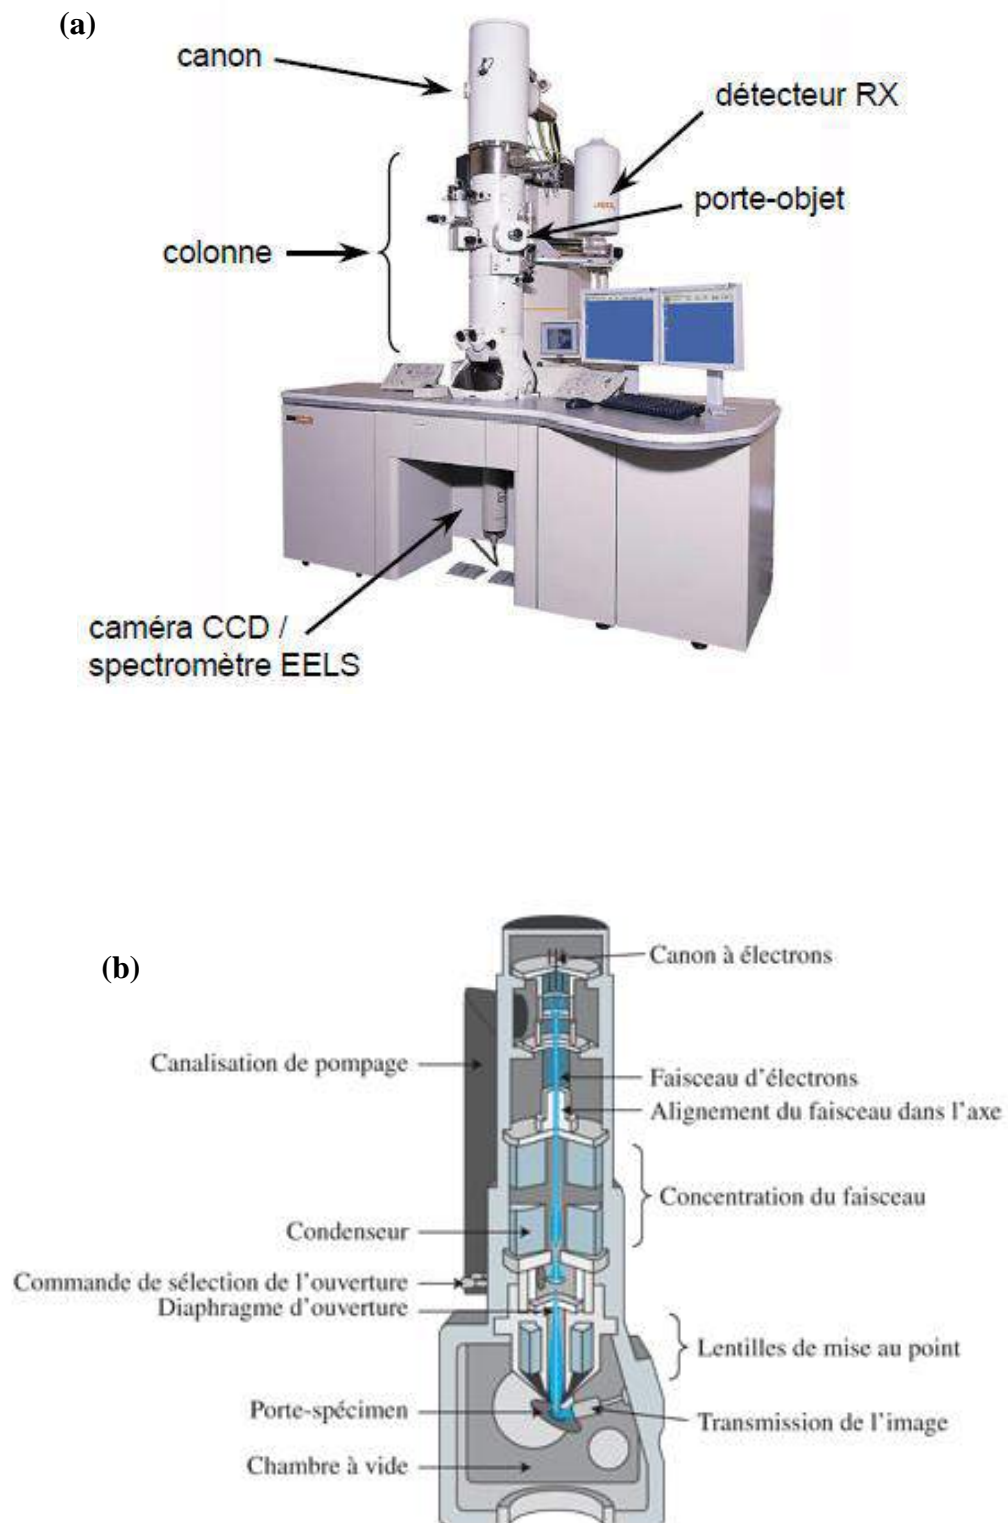 (a)
canon
détecteur RX
porte-objet
colonne
caméra CCD /
spectromètre EELS
(b)
Canon à électrons
Canalisation de pompage
Faisceau d'électrons
Alignement du faisceau dans l'axe
Concentration du faisceau
Condenseur
Commande de sélection de l'ouverture
Diaphragme d'ouverture
Lentilles de mise au point
Porte-spécimen
Transmission de l'image
Chambre à vide